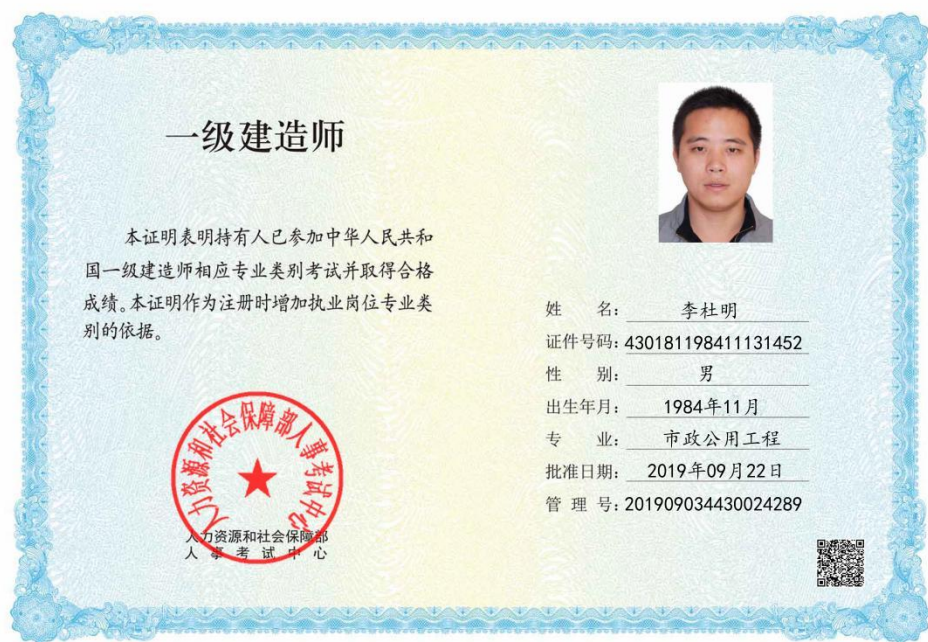 一级建造师
本证明表明持有人已参加中华人民共和
国一级建造师相应专业类别考试并取得合格
成绩。本证明作为注册时增加执业岗位专业类
别的依据。
人力资源和社会保障部人事考试中心
人力资源和社会保障部
人事考试中心
姓 名：李杜明
证件号码：430181198411131452
性 别：男
出生年月：1984年11月
专 业：市政公用工程
批准日期：2019年09月22日
管 理 号：201909034430024289